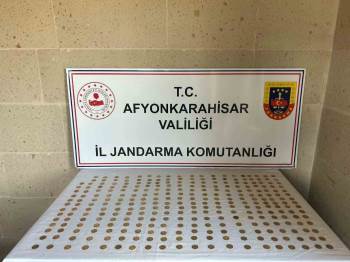 T.C.
AFYONKARAHİSAR
VALİLİĞİ
İL JANDARMA KOMUTANLIĞI